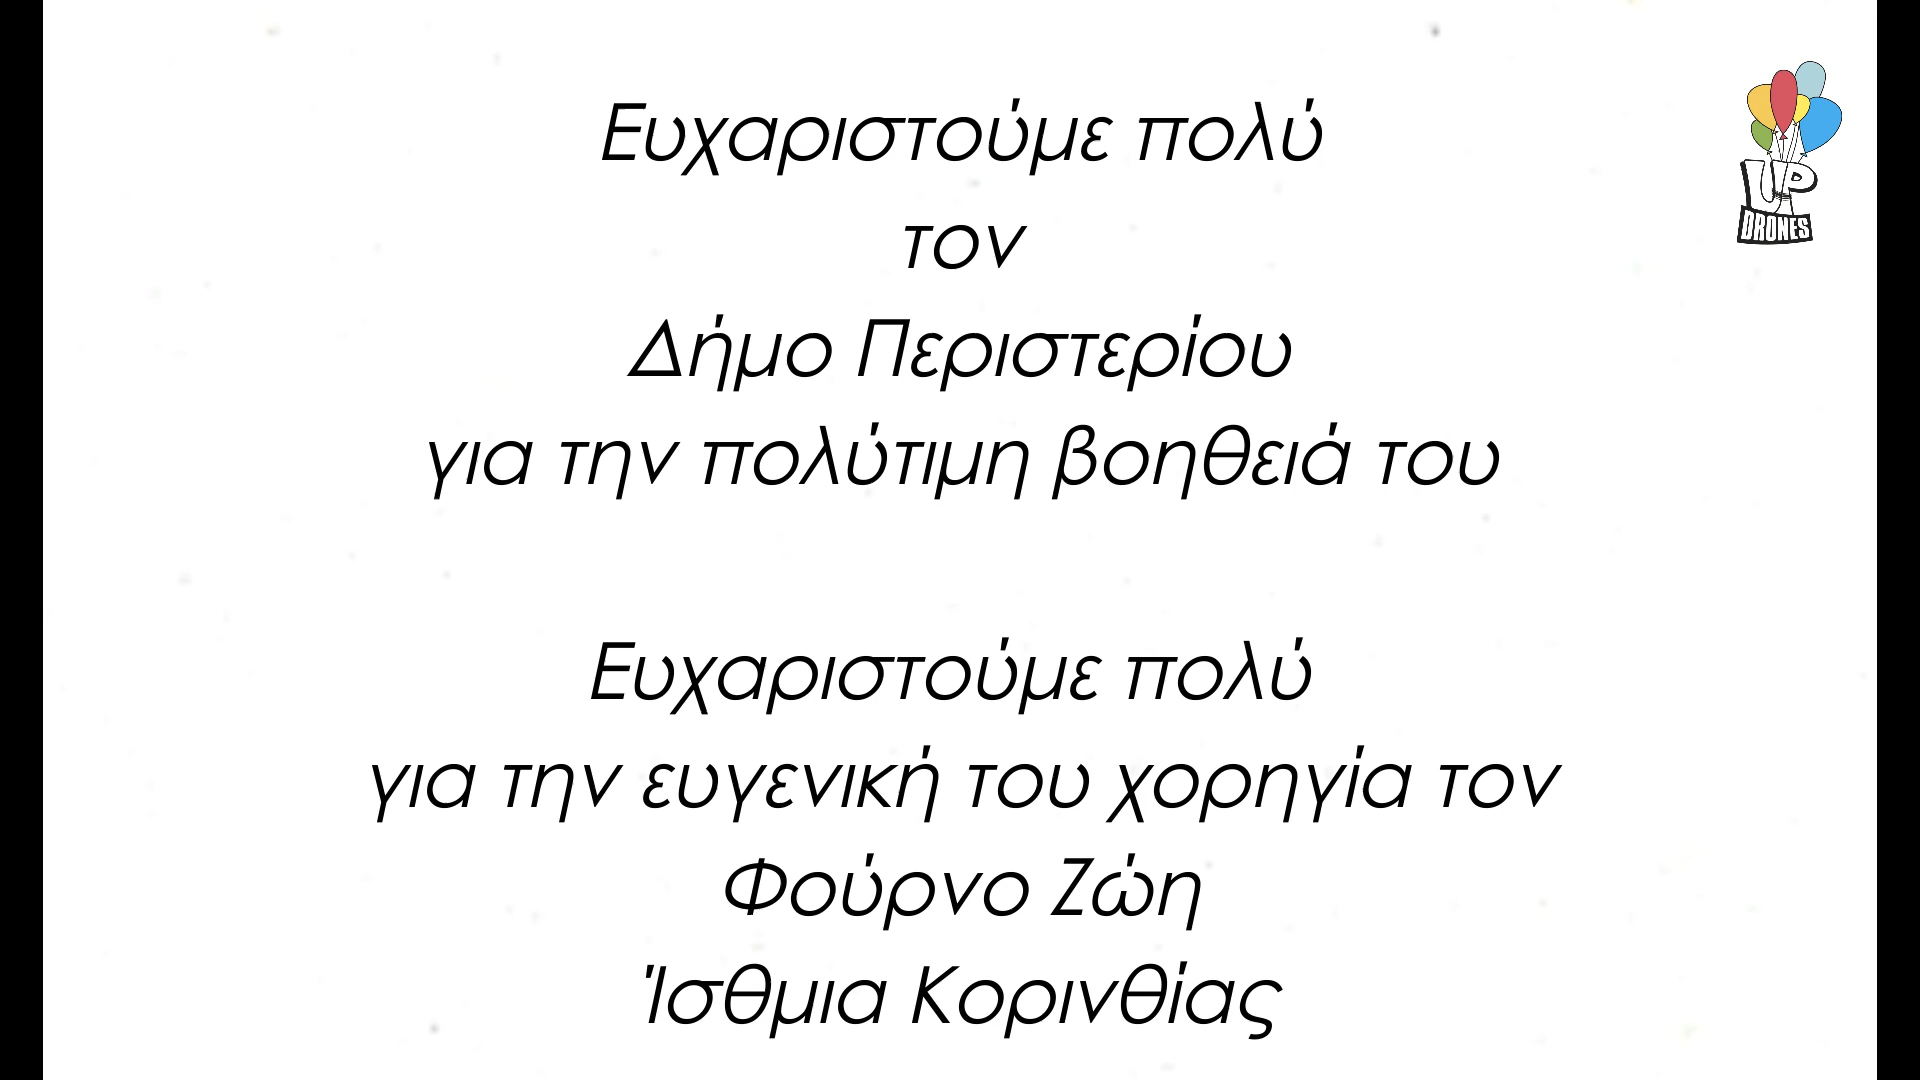 Ευχαριστούμε πολύ
τον
Δήμο Περιστερίου
για την πολύτιμη βοηθειά του
Ευχαριστούμε πολύ
για την ευγενική του χορηγία τον
Φούρνο Ζώη
Ίσθμια Κορινθίας
UP
DRONES